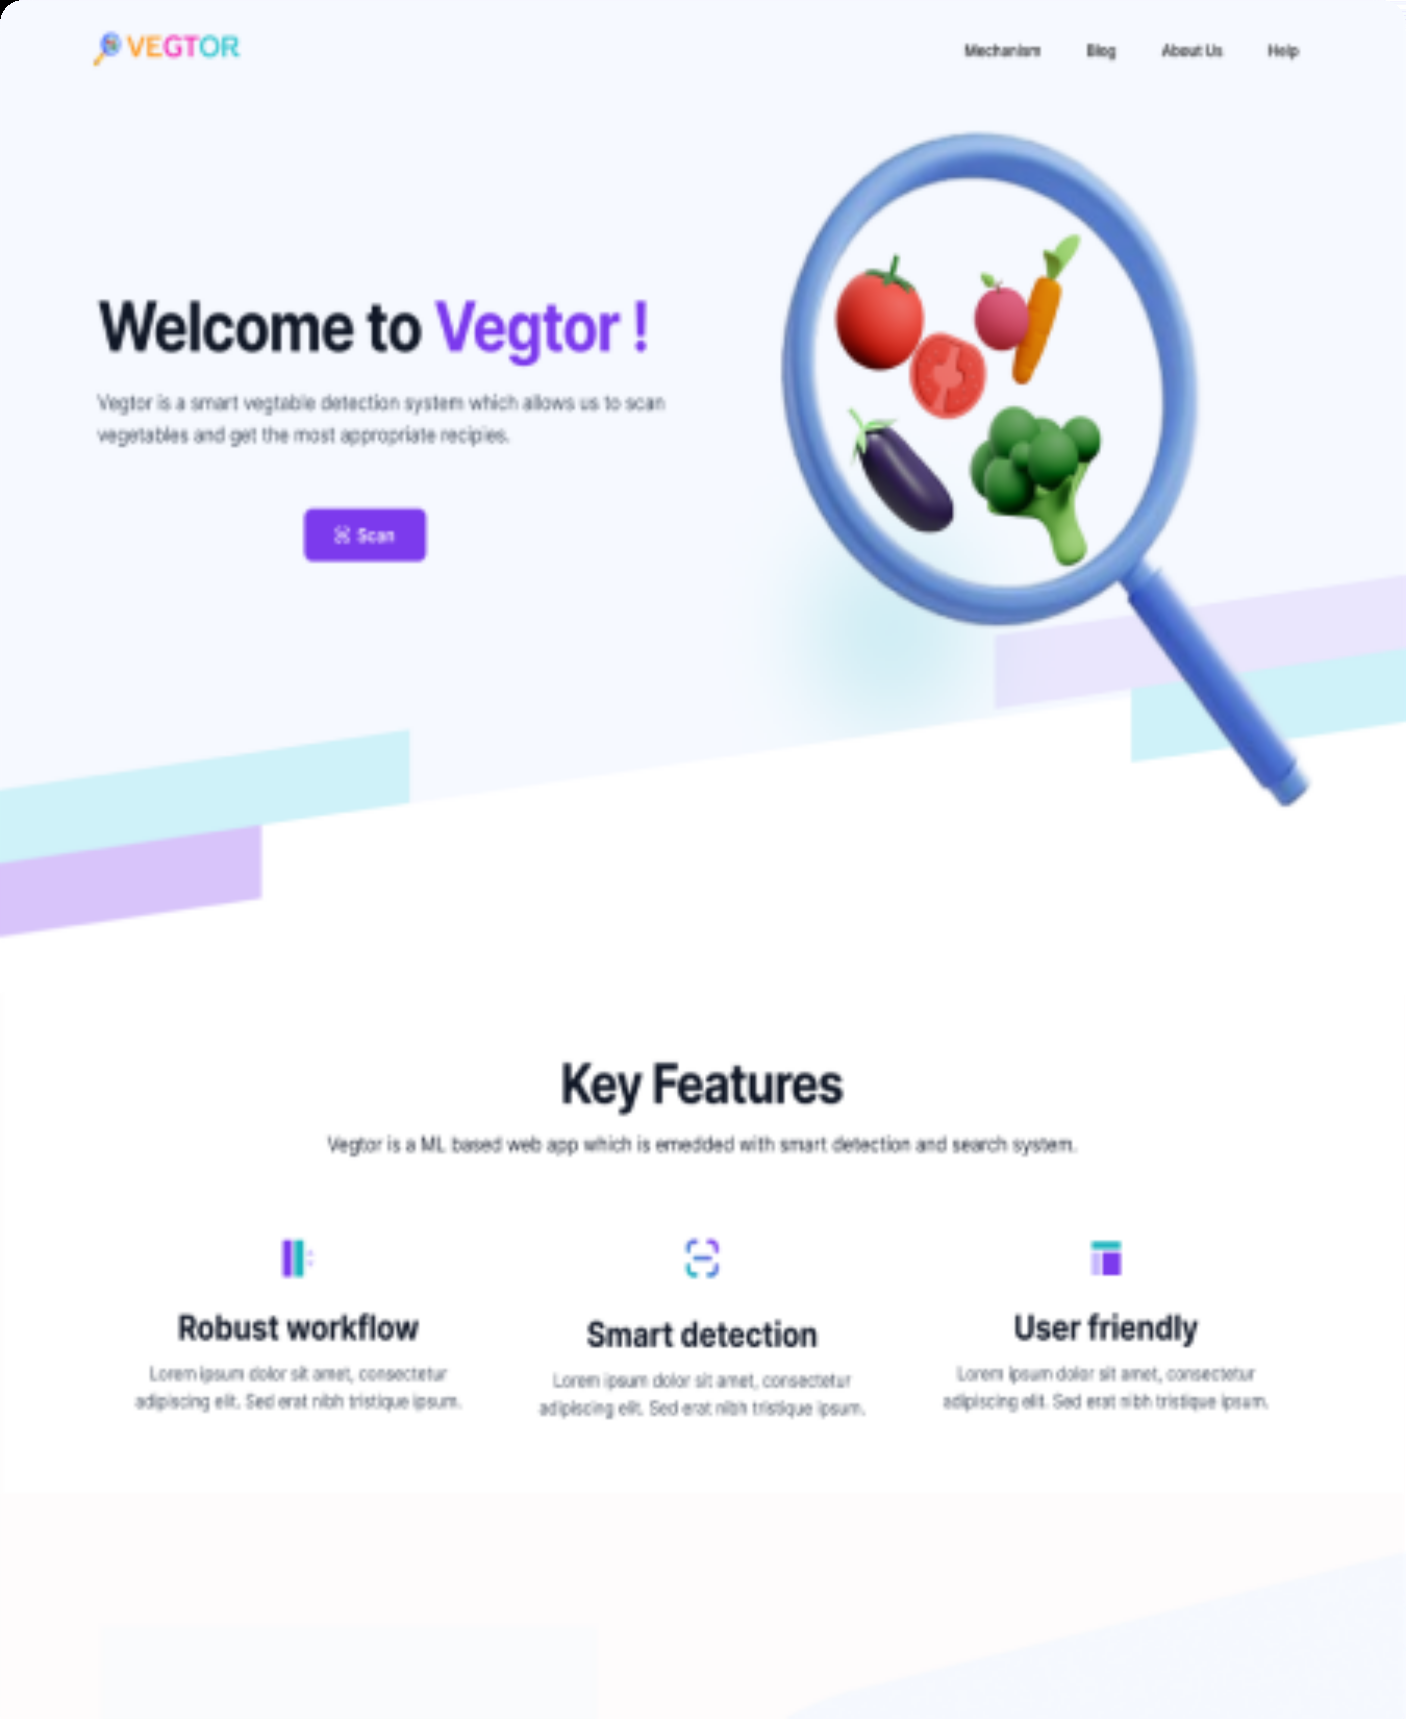 VEGTOR
Mechanism Blog About Us Help
Welcome to Vegtor !
Vegtor is a smart vegtable detection system which allows us to scan
vegetables and get the most appropriate recipies.
Scan
Key Features
Vegtor is a ML based web app which is emedded with smart detection and search system.
Robust workflow
Lorem ipsum dolor sit amet, consectetur
adipiscing elit. Sed erat nibh tristique ipsum.
Smart detection
Lorem ipsum dolor sit amet, consectetur
adipiscing elit. Sed erat nibh tristique ipsum.
User friendly
Lorem ipsum dolor sit amet, consectetur
adipiscing elit. Sed erat nibh tristique ipsum.